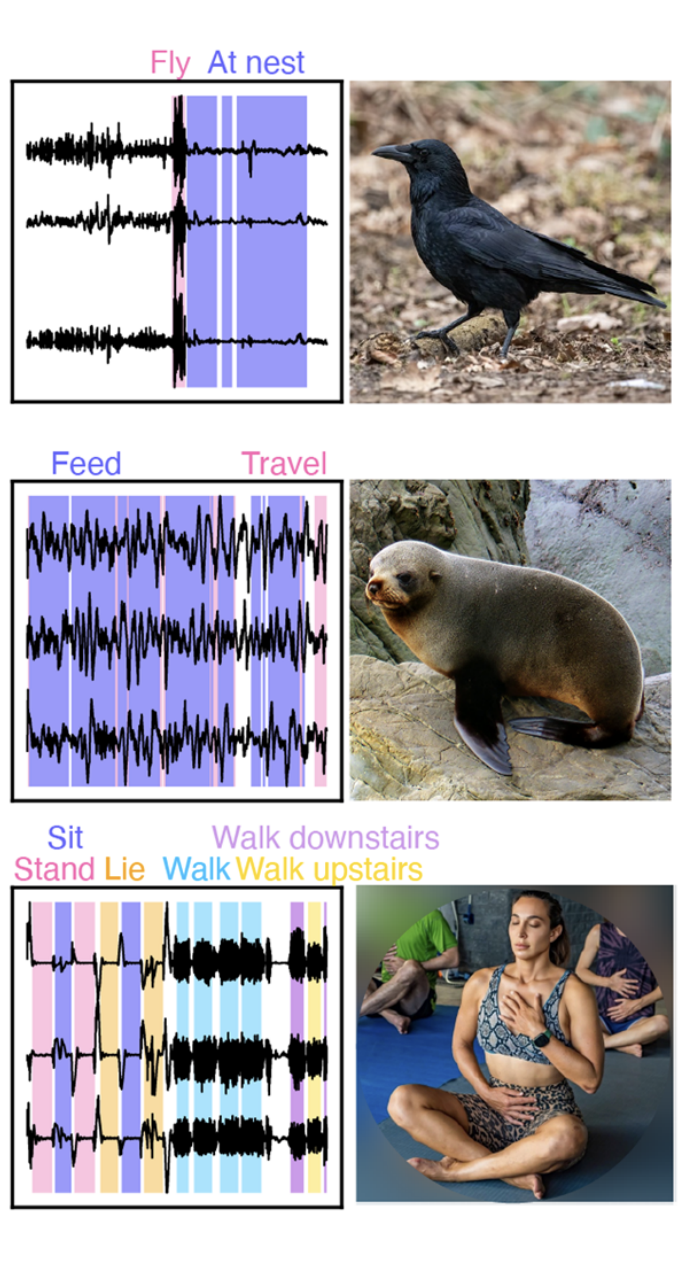 Fly At nest
Feed Travel
Sit Walk downstairs
Stand Lie Walk Walk upstairs